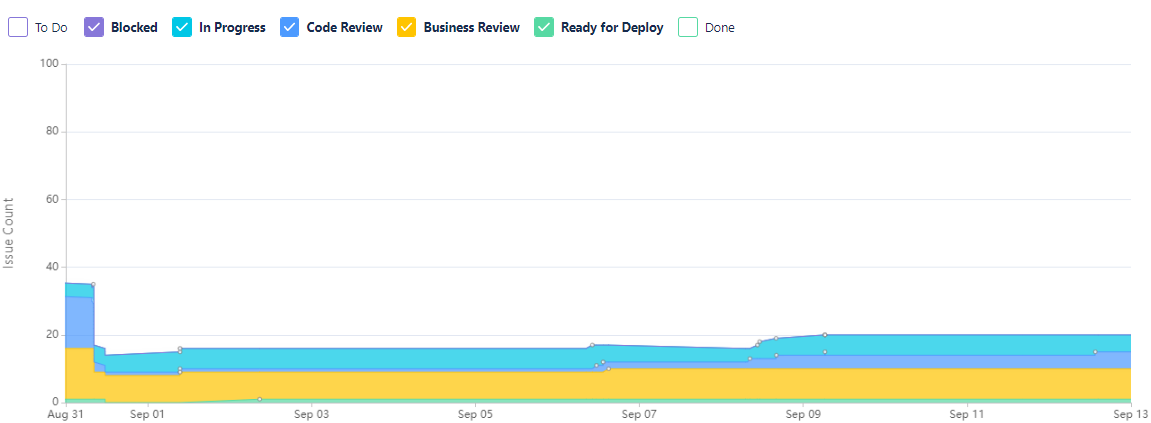 To Do Blocked In Progress Code Review Business Review Ready for Deploy Done
100
80
60
40
20
0
Issue Count
Aug 31 Sep 01 Sep 03 Sep 05 Sep 07 Sep 09 Sep 11 Sep 13